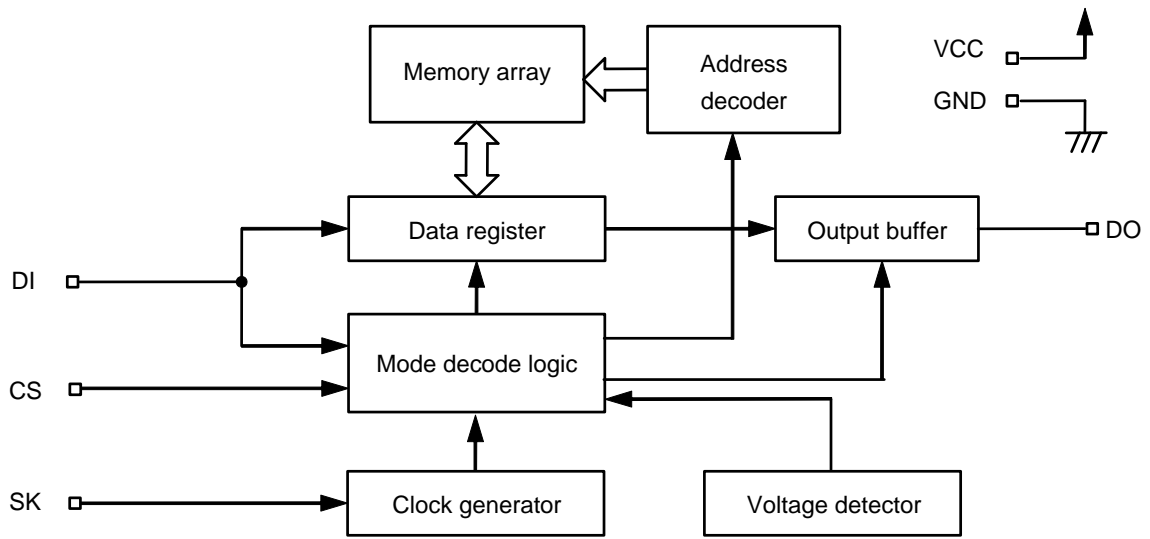 Memory array
Address
decoder
VCC
GND
Data register
Output buffer
DO
DI
Mode decode logic
CS
SK
Clock generator
Voltage detector